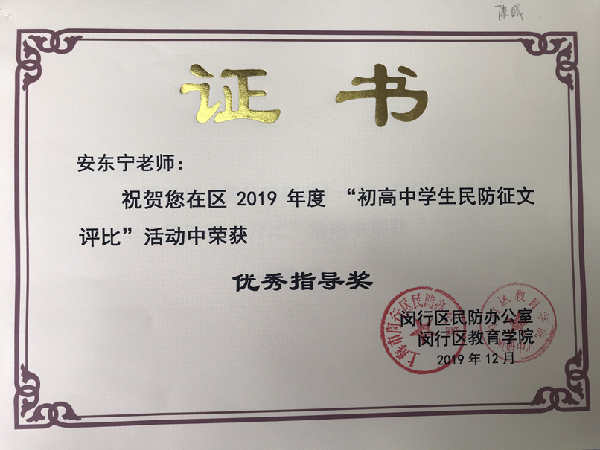 证书
安东宁老师：
祝贺您在区 2019 年度 “初高中学生民防征文
评比”活动中荣获
优秀指导奖
闵行区民防办公室
闵行区教育学院
2019 年 12 月